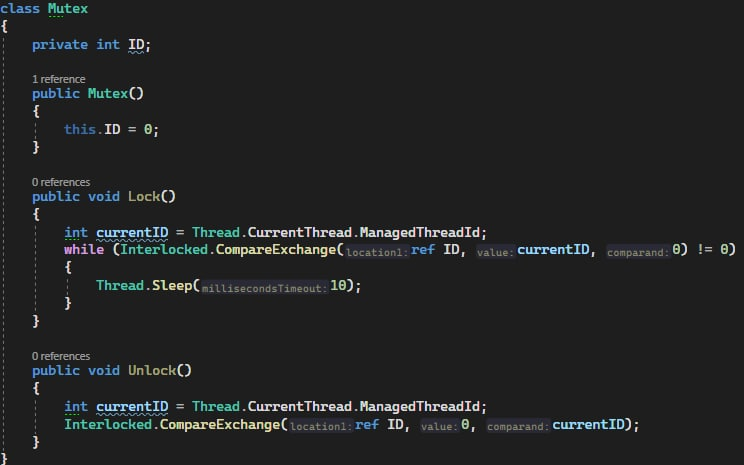 class Mutex
{
private int ID;
1 reference
public Mutex()
{
this.ID = 0;
}
0 references
public void Lock()
{
int currentID = Thread.CurrentThread.ManagedThreadId;
while (Interlocked.CompareExchange(location1:ref ID, value:currentID, comparand:0) != 0)
{
Thread.Sleep(millisecondsTimeout:10);
}
}
0 references
public void Unlock()
{
int currentID = Thread.CurrentThread.ManagedThreadId;
Interlocked.CompareExchange(location1:ref ID, value:0, comparand:currentID);
}
}